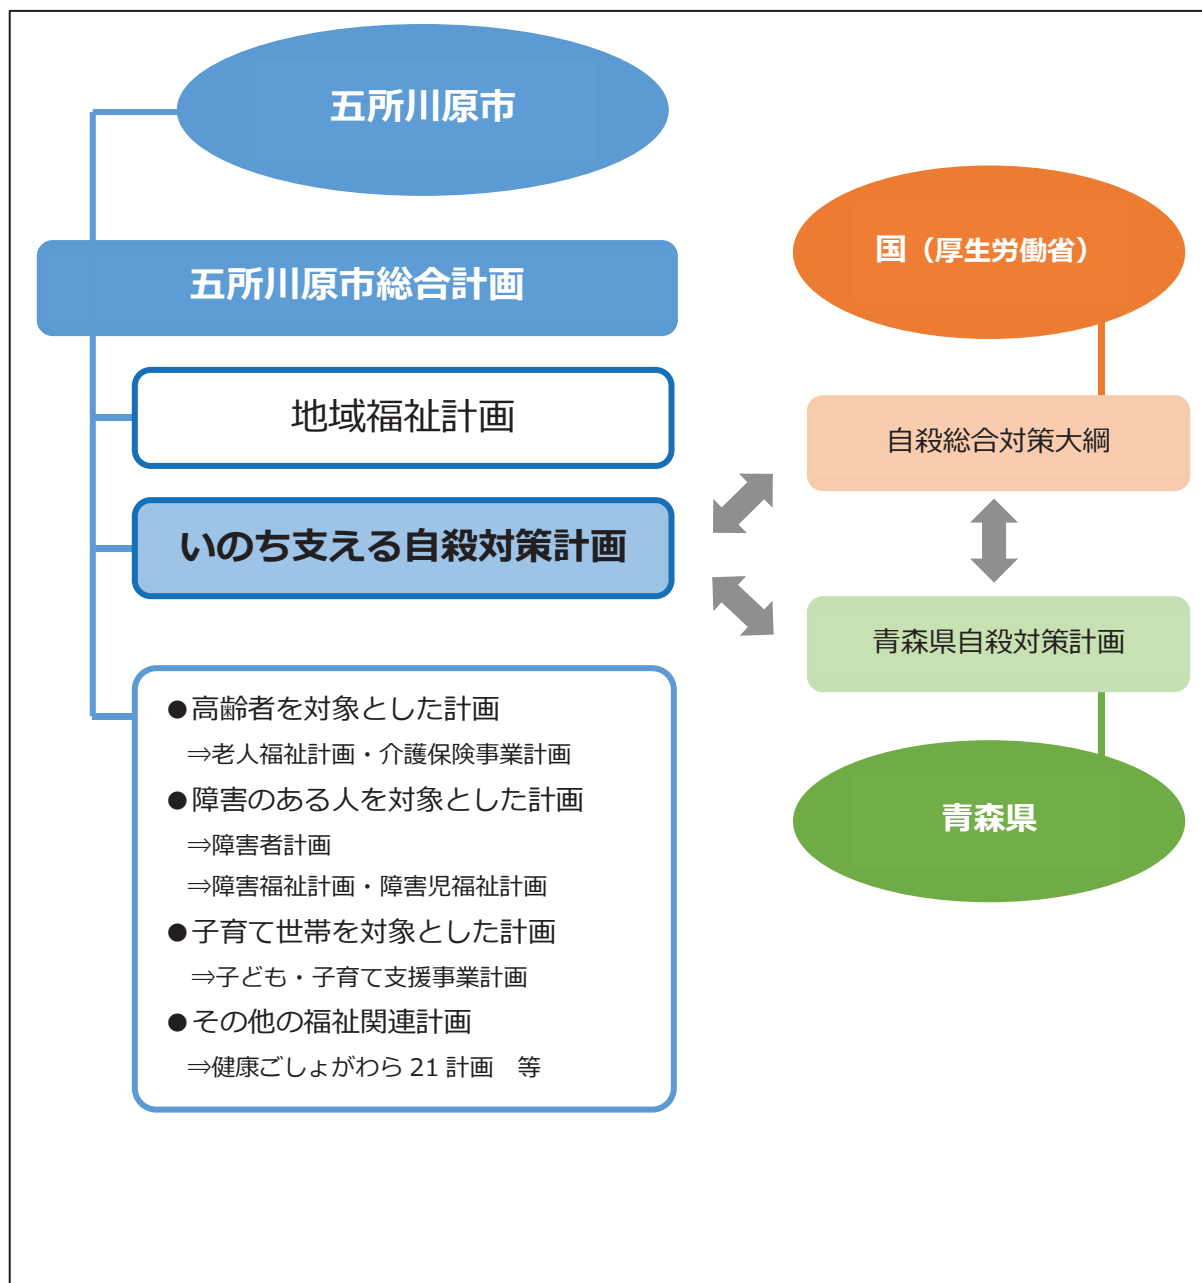 五所川原市
五所川原市総合計画
地域福祉計画
いのち支える自殺対策計画
●高齢者を対象とした計画
⇒老人福祉計画・介護保険事業計画
●障害のある人を対象とした計画
⇒障害者計画
⇒障害福祉計画・障害児福祉計画
●子育て世帯を対象とした計画
⇒子ども・子育て支援事業計画
●その他の福祉関連計画
⇒健康ごしょがわら 21 計画　等
国（厚生労働省）
自殺総合対策大綱
青森県自殺対策計画
青森県